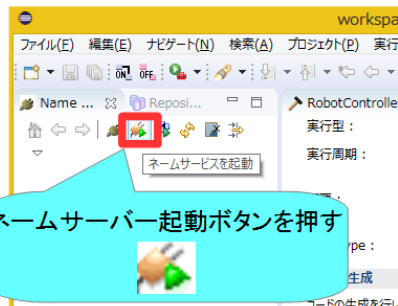 workspa
ファイル(F) 編集(E) ナビゲート(N) 検索(A) プロジェクト(P) 実行
OFF
Name ... Reposi... RobotControlle
実行型：
実行周期：
ネームサービスを起動
ネームサーバー起動ボタンを押す
ype：
生成
コードの生成を行し